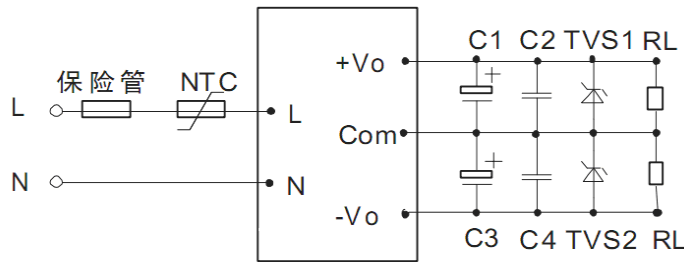 C1 C2 TVS1 RL
+Vo
保险管 NTC
L
L
Com
N
N
-Vo
C3 C4 TVS2 RL